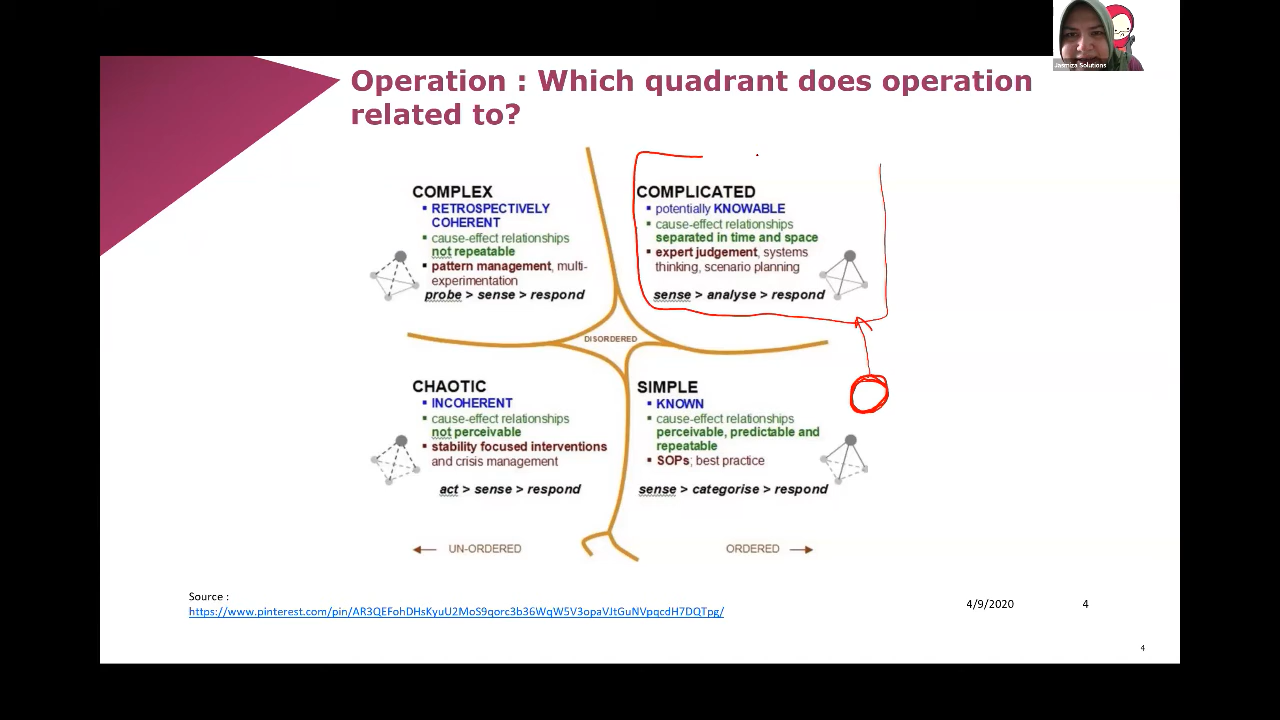 Jasmiza Solutions
Operation : Which quadrant does operation
related to?
COMPLEX
▪ RETROSPECTIVELY
COHERENT
▪ cause-effect relationships
not repeatable
▪ pattern management, multi-
experimentation
probe > sense > respond
COMPLICATED
▪ potentially KNOWABLE
▪ cause-effect relationships
separated in time and space
▪ expert judgement, systems
thinking, scenario planning
sense > analyse > respond
DISORDERED
CHAOTIC
▪ INCOHERENT
▪ cause-effect relationships
not perceivable
▪ stability focused interventions
and crisis management
act > sense > respond
SIMPLE
▪ KNOWN
▪ cause-effect relationships
perceivable, predictable and
repeatable
▪ SOPs; best practice
sense > categorise > respond
UN-ORDERED
ORDERED
Source :
https://www.pinterest.com/pin/AR3QEFohDHsKyuU2MoS9qorc3b36WqW5V3opaVJtGuNVpqcdH7DQTpg/
4/9/2020
4
4